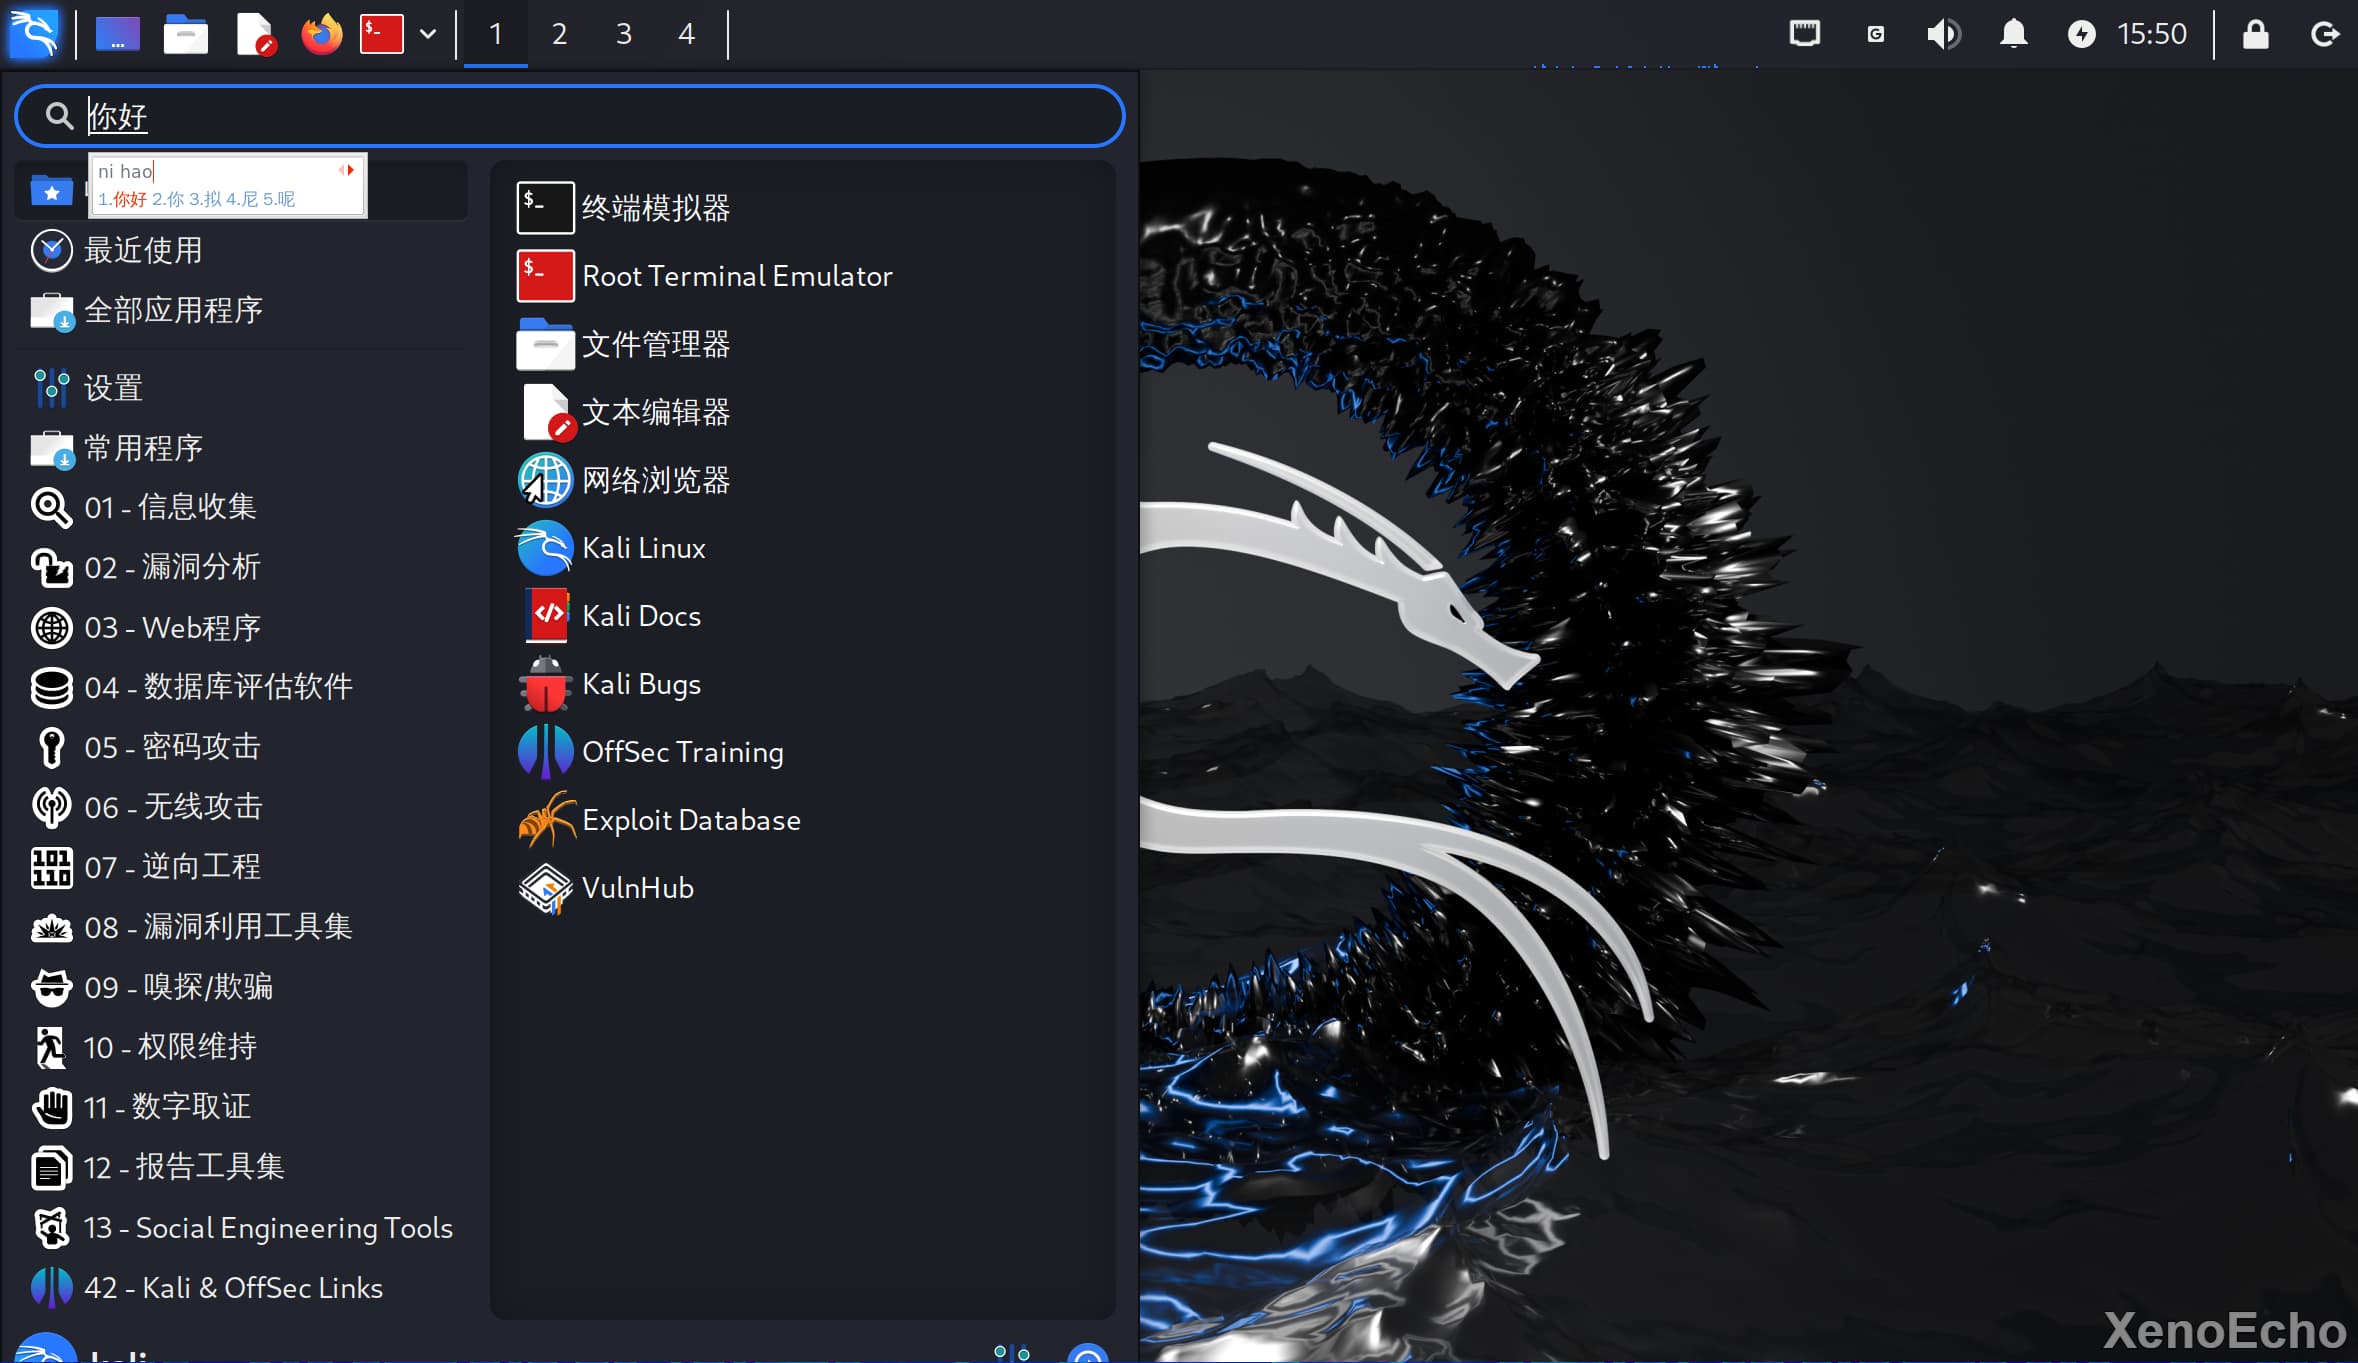 1 2 3 4
15:50
你好
ni hao
1.你好 2.你 3.拟 4.尼 5.呢
最近使用
全部应用程序
设置
常用程序
01 - 信息收集
02 - 漏洞分析
03 - Web程序
04 - 数据库评估软件
05 - 密码攻击
06 - 无线攻击
07 - 逆向工程
08 - 漏洞利用工具集
09 - 嗅探/欺骗
10 - 权限维持
11 - 数字取证
12 - 报告工具集
13 - Social Engineering Tools
42 - Kali & OffSec Links
终端模拟器
Root Terminal Emulator
文件管理器
文本编辑器
网络浏览器
Kali Linux
Kali Docs
Kali Bugs
OffSec Training
Exploit Database
VulnHub
XenoEcho